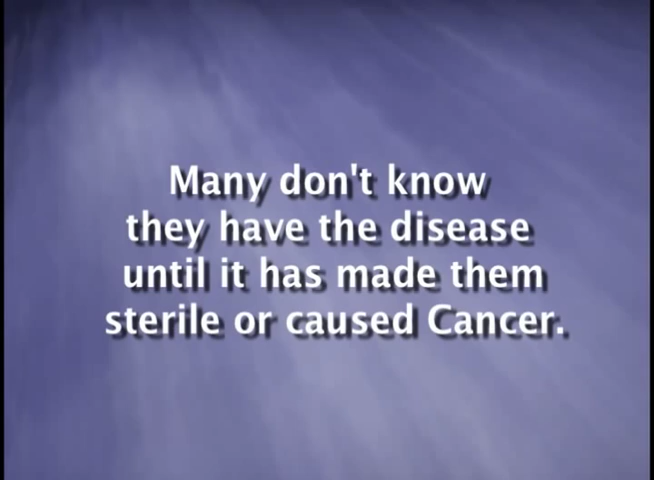 Many don't know
they have the disease
until it has made them
sterile or caused Cancer.